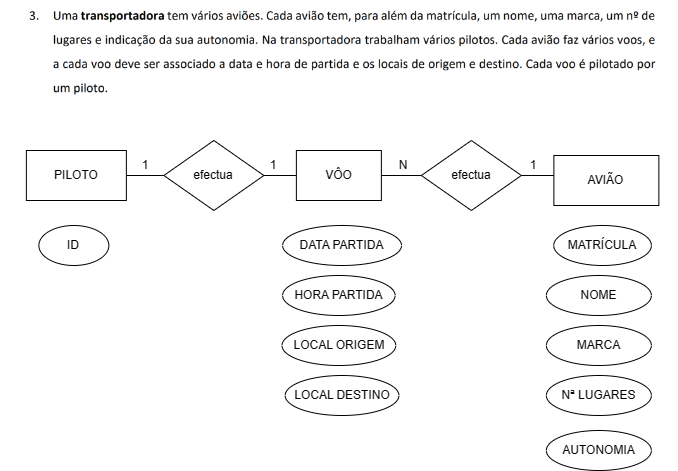 3. Uma transportadora tem vários aviões. Cada avião tem, para além da matrícula, um nome, uma marca, um nº de
lugares e indicação da sua autonomia. Na transportadora trabalham vários pilotos. Cada avião faz vários voos, e
a cada voo deve ser associado a data e hora de partida e os locais de origem e destino. Cada voo é pilotado por
um piloto.
PILOTO 1 efectua 1 VÔO N efectua 1 AVIÃO
ID DATA PARTIDA MATRÍCULA
HORA PARTIDA NOME
LOCAL ORIGEM MARCA
LOCAL DESTINO Nª LUGARES
AUTONOMIA